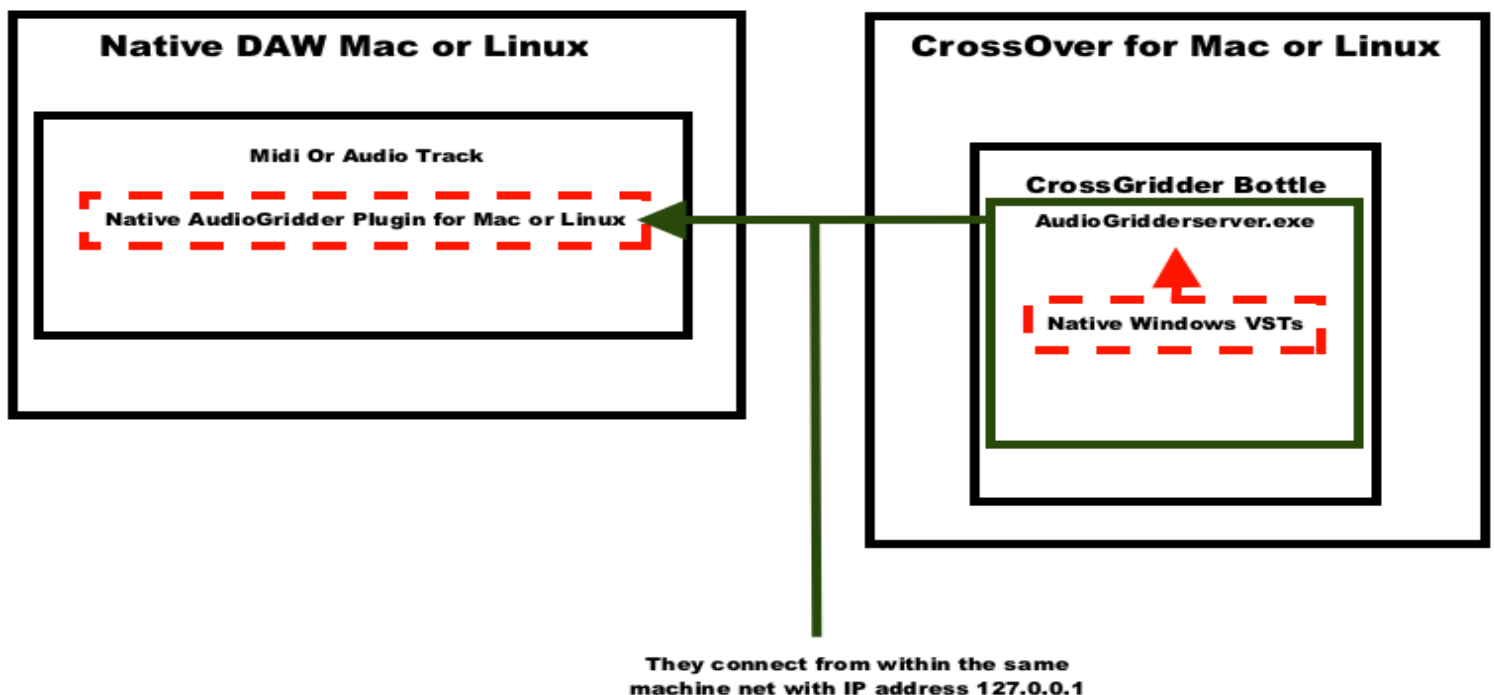 Native DAW Mac or Linux
Midi Or Audio Track
Native AudioGridder Plugin for Mac or Linux
CrossOver for Mac or Linux
CrossGridder Bottle
AudioGridderserver.exe
Native Windows VSTs
They connect from within the same
machine net with IP address 127.0.0.1